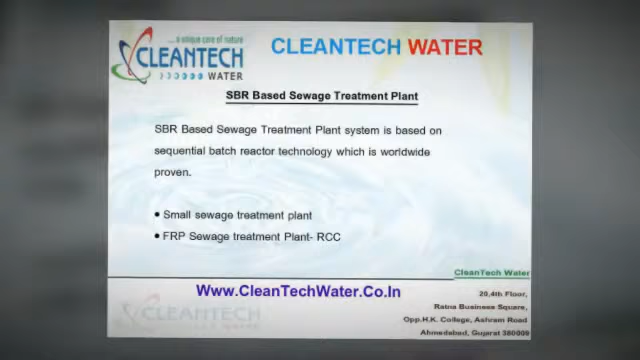 ... a unique care of nature
CLEANTECH
WATER
CLEANTECH WATER
SBR Based Sewage Treatment Plant
SBR Based Sewage Treatment Plant system is based on
sequential batch reactor technology which is worldwide
proven.
• Small sewage treatment plant
• FRP Sewage treatment Plant- RCC
CleanTech Water
Www.CleanTechWater.Co.In
20,4th Floor,
Ratna Business Square,
Opp.H.K. College, Ashram Road
Ahmedabad, Gujarat 380009
CLEANTECH
WATER